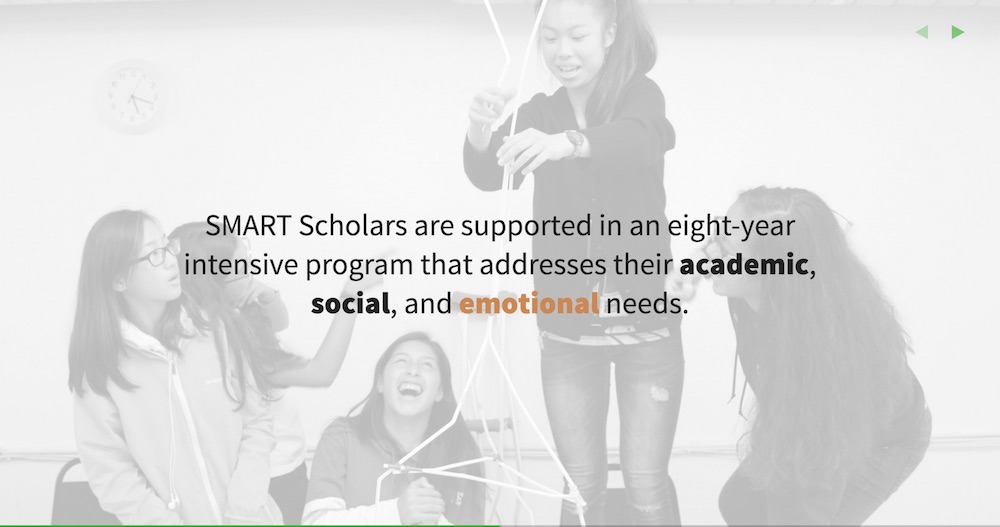 SMART Scholars are supported in an eight-year
intensive program that addresses their academic,
social, and emotional needs.